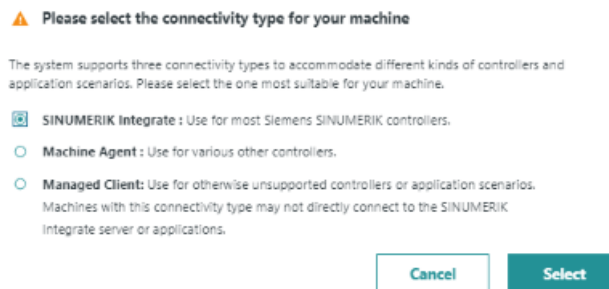 Please select the connectivity type for your machine
The system supports three connectivity types to accommodate different kinds of controllers and
application scenarios. Please select the one most suitable for your machine.
SINUMERIK Integrate : Use for most Siemens SINUMERIK controllers.
Machine Agent : Use for various other controllers.
Managed Client: Use for otherwise unsupported controllers or application scenarios.
Machines with this connectivity type may not directly connect to the SINUMERIK
Integrate server or applications.
Cancel Select